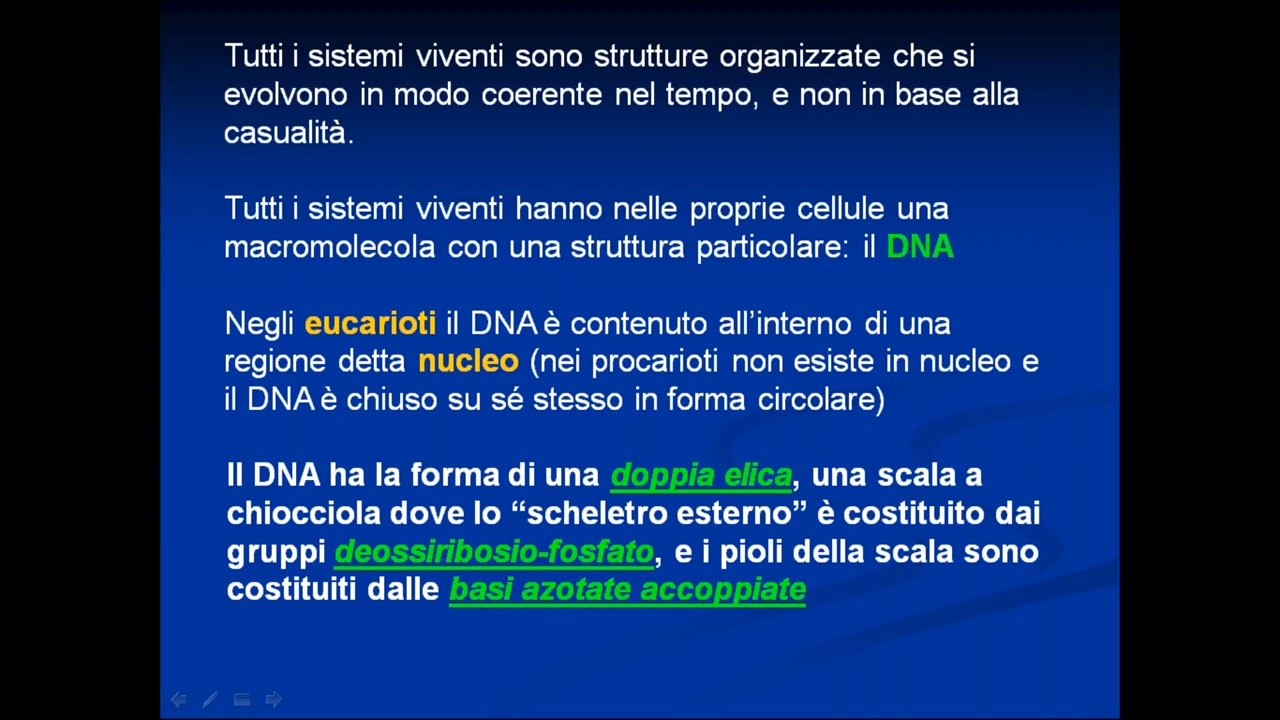 Tutti i sistemi viventi sono strutture organizzate che si
evolvono in modo coerente nel tempo, e non in base alla
casualità.
Tutti i sistemi viventi hanno nelle proprie cellule una
macromolecola con una struttura particolare: il DNA
Negli eucarioti il DNA è contenuto all’interno di una
regione detta nucleo (nei procarioti non esiste in nucleo e
il DNA è chiuso su sé stesso in forma circolare)
Il DNA ha la forma di una doppia elica, una scala a
chiocciola dove lo “scheletro esterno” è costituito dai
gruppi deossiribosio-fosfato, e i pioli della scala sono
costituiti dalle basi azotate accoppiate